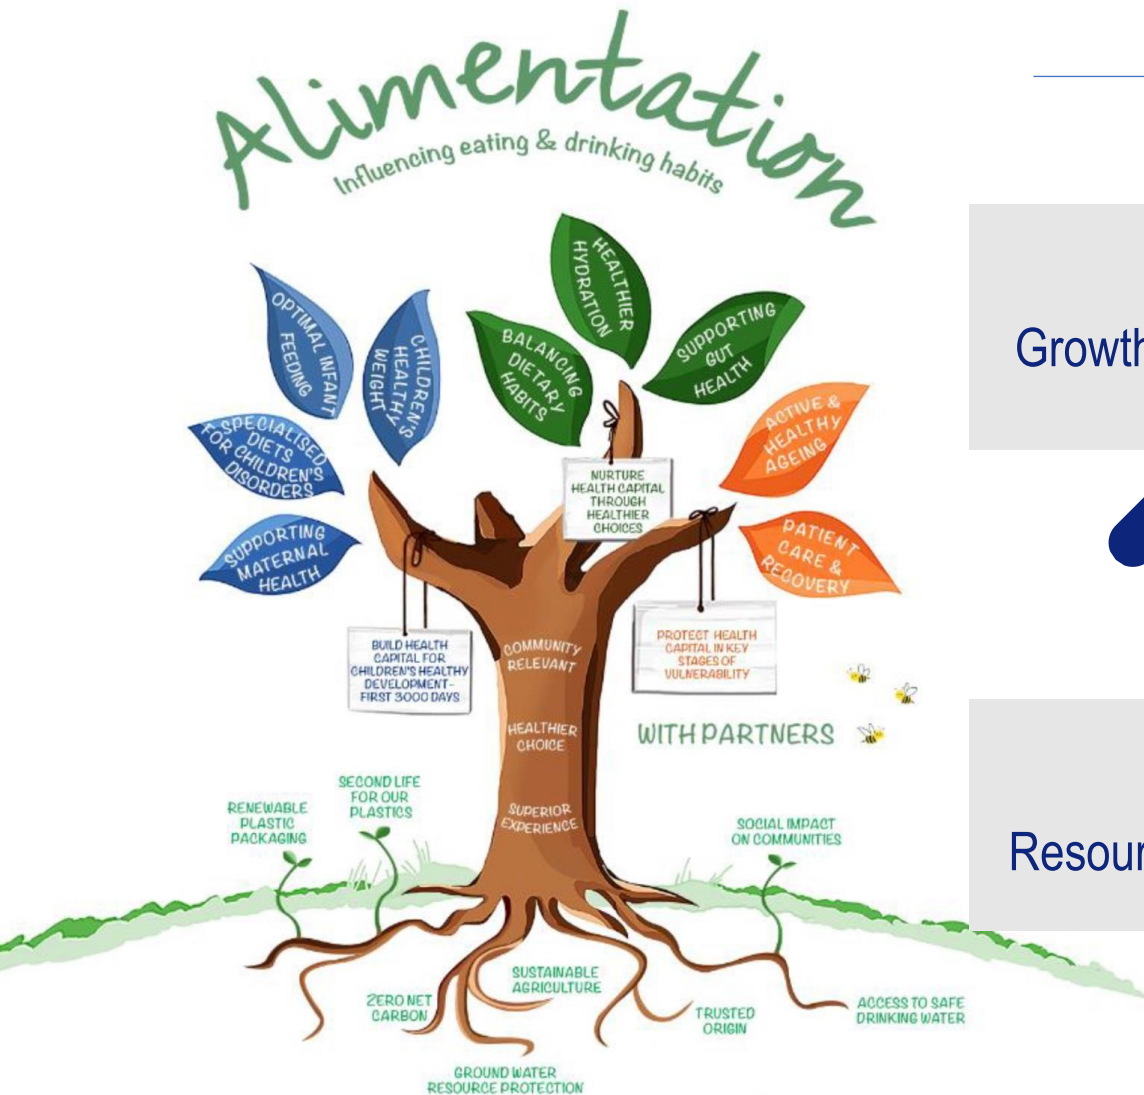 Alimentation
Influencing eating & drinking habits
HEALTHIER
HYDRATION
OPTIMAL INFANT
FEEDING
CHILDREN'S
HEALTHY
WEIGHT
BALANCING
DIETARY
HABITS
SUPPORTING
GUT
HEALTH
Growth
SPECIALISED
DIETS
FOR CHILDREN'S
DISORDERS
ACTIVE &
HEALTHY
AGEING
NURTURE
HEALTH CAPITAL
THROUGH
HEALTHIER
CHOICES
SUPPORTING
MATERNAL
HEALTH
PATIENT
CARE &
RECOVERY
BUILD HEALTH
CAPITAL FOR
CHILDREN'S HEALTHY
DEVELOPMENT-
FIRST 3000 DAYS
COMMUNITY
RELEVANT
PROTECT HEALTH
CAPITAL IN KEY
STAGES OF
VULNERABILITY
HEALTHIER
CHOICE
WITH PARTNERS
SUPERIOR
EXPERIENCE
SECOND LIFE
FOR OUR
PLASTICS
RENEWABLE
PLASTIC
PACKAGING
SOCIAL IMPACT
ON COMMUNITIES
Resour
SUSTAINABLE
AGRICULTURE
ZERO NET
CARBON
TRUSTED
ORIGIN
ACCESS TO SAFE
DRINKING WATER
GROUND WATER
RESOURCE PROTECTION